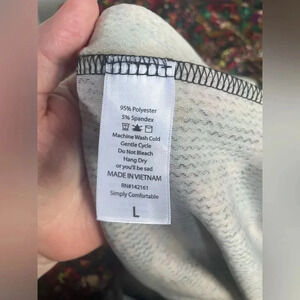 95% Polyester
5% Spandex
Machine Wash Cold
Gentle Cycle
Do Not Bleach
Hang Dry
or you'll be sad
MADE IN VIETNAM
RN#142161
Simply Comfortable
L